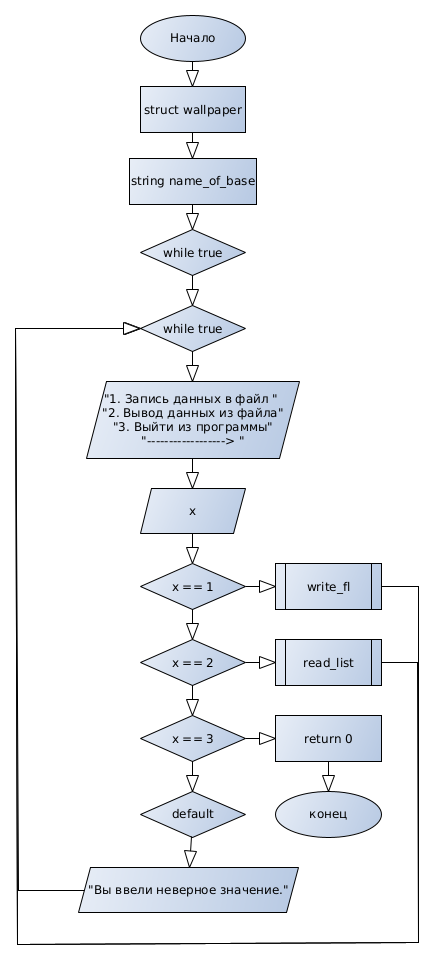 Начало
struct wallpaper
string name_of_base
while true
while true
"1. Запись данных в файл "
"2. Вывод данных из файла"
"3. Выйти из программы"
"------------------> "
x
x == 1
write_fl
x == 2
read_list
x == 3
return 0
default
конец
"Вы ввели неверное значение."